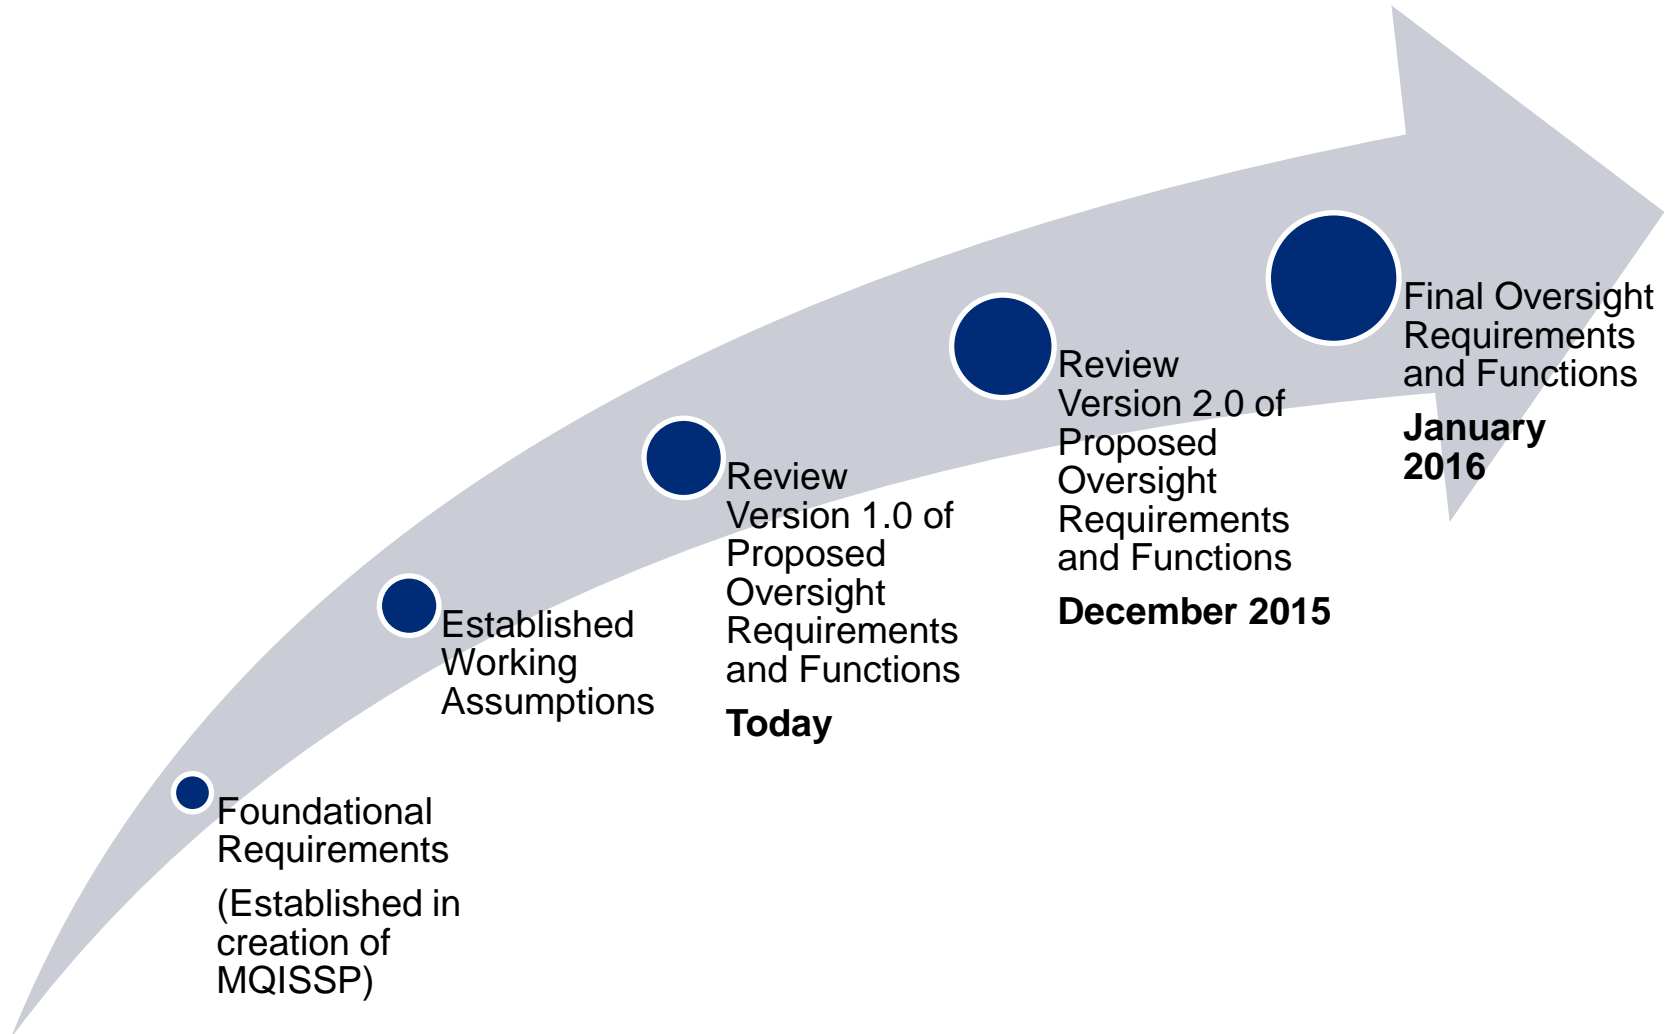 Foundational
Requirements
(Established in
creation of
MQISSP)
Established
Working
Assumptions
Review
Version 1.0 of
Proposed
Oversight
Requirements
and Functions
Today
Review
Version 2.0 of
Proposed
Oversight
Requirements
and Functions
December 2015
Final Oversight
Requirements
and Functions
January
2016